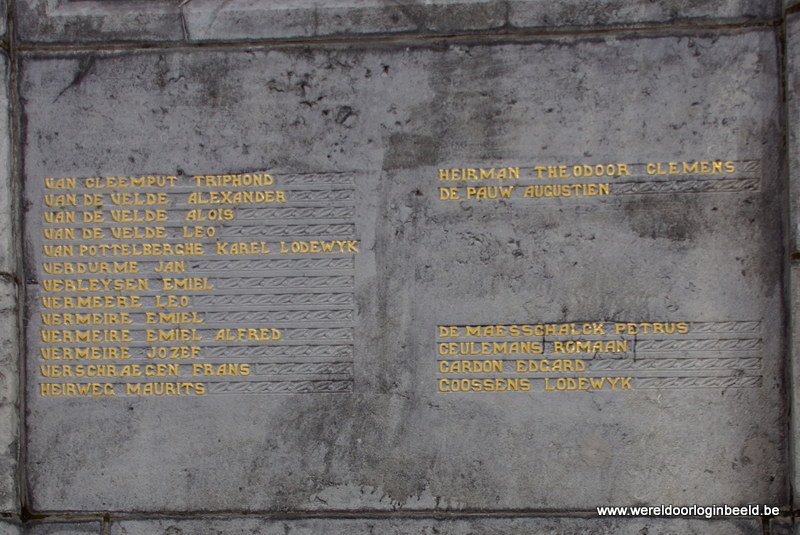 VAN CLEEMPUT TRIPHOND
VAN DE VELDE ALEXANDER
VAN DE VELDE ALOIS
VAN DE VELDE LEO
VAN POTTELBERGHE KAREL LODEWYK
VERDURME JAN
VERLEYSEN EMIEL
VERMEERE LEO
VERMEIRE EMIEL
VERMEIRE EMIEL ALFRED
VERMEIRE JOZEF
VERSCHRAEGEN FRANS
HEIRWEG MAURITS
HEIRMAN THEODOOR CLEMENS
DE PAUW AUGUSTIEN
DE MAESSCHALCK PETRUS
CEULEMANS ROMAAN
CARDON EDGARD
GOOSSENS LODEWYK
www.wereldoorloginbeeld.be